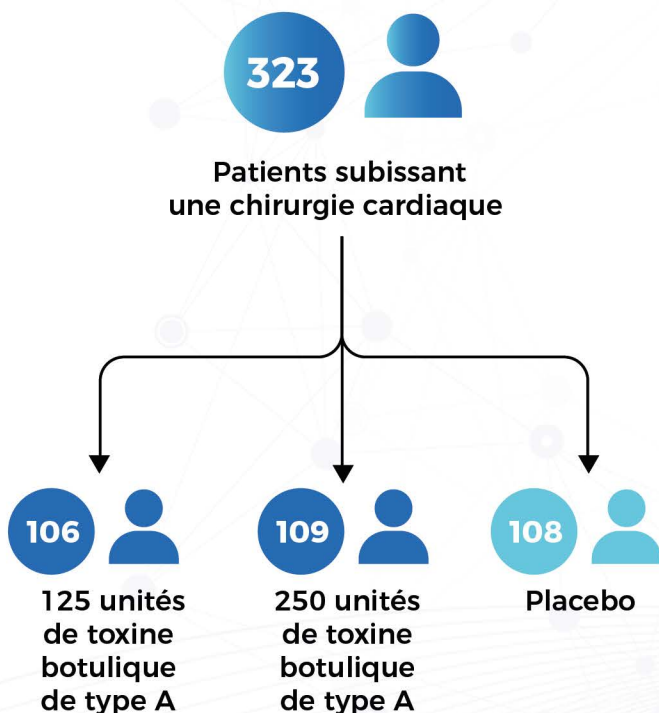 323
Patients subissant
une chirurgie cardiaque
106
125 unités
de toxine
botulique
de type A
109
250 unités
de toxine
botulique
de type A
108
Placebo